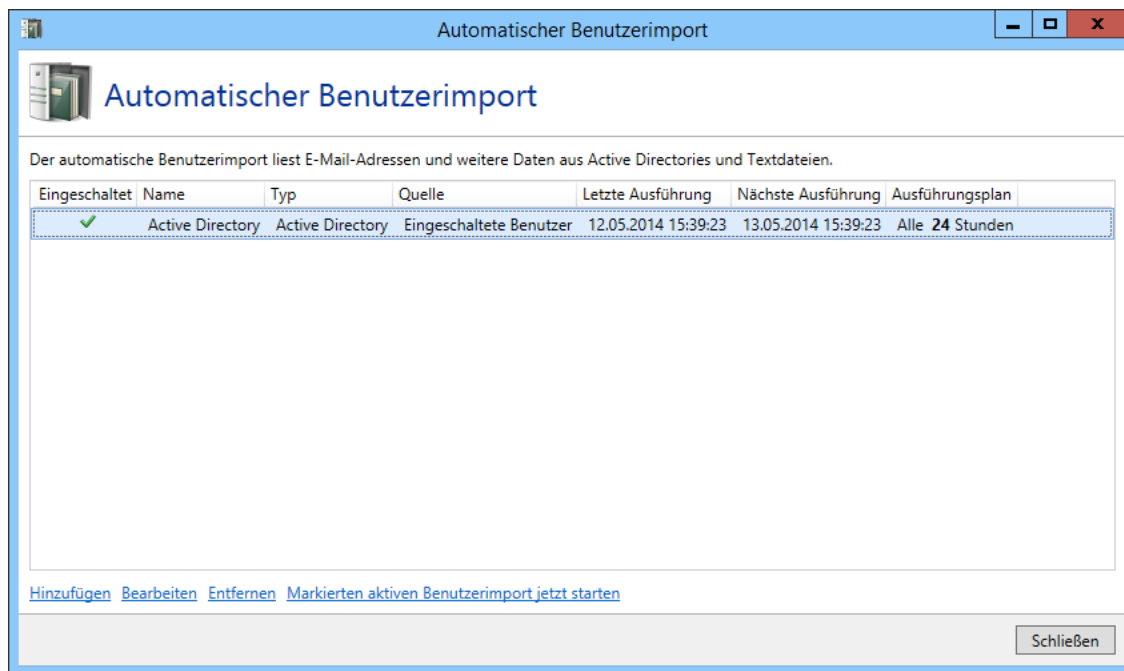 Automatischer Benutzerimport
Automatischer Benutzerimport
Der automatische Benutzerimport liest E-Mail-Adressen und weitere Daten aus Active Directories und Textdateien.
Eingeschaltet Name Typ Quelle Letzte Ausführung Nächste Ausführung Ausführungsplan
Active Directory Active Directory Eingeschaltete Benutzer 12.05.2014 15:39:23 13.05.2014 15:39:23 Alle 24 Stunden
Hinzufügen Bearbeiten Entfernen Markierten aktiven Benutzerimport jetzt starten
Schließen